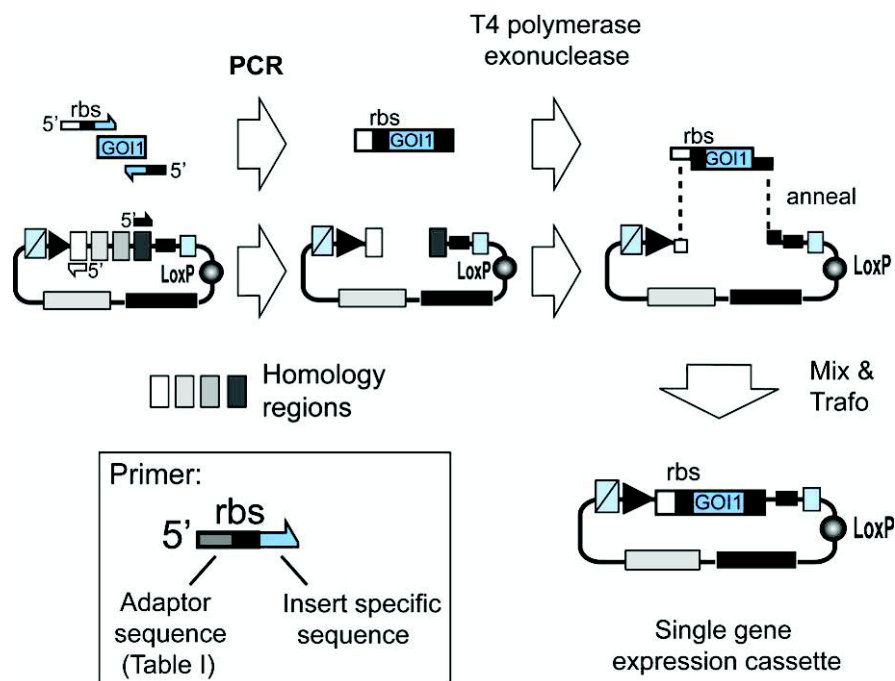 T4 polymerase
exonuclease
PCR
rbs
5’
GOI1
5’
rbs
GOI1
rbs
GOI1
anneal
5’
5’
LoxP
LoxP
LoxP
Homology
regions
Mix &
Trafo
Primer:
rbs
5’
Adaptor
sequence
(Table I)
Insert specific
sequence
rbs
GOI1
LoxP
Single gene
expression cassette